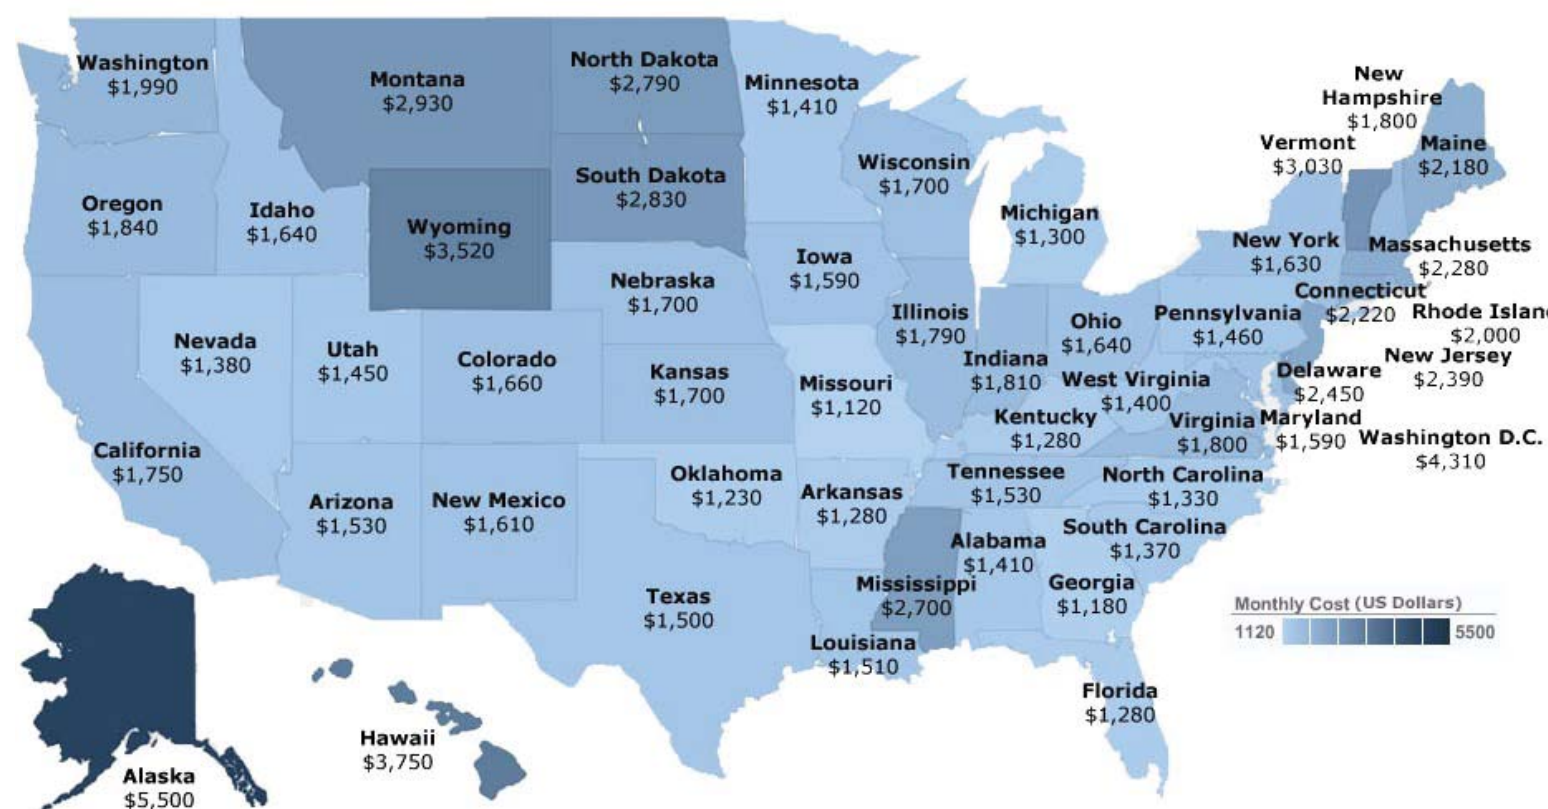 Washington
$1,990
Montana
$2,930
North Dakota
$2,790
Minnesota
$1,410
New
Hampshire
$1,800
Vermont
$3,030
Maine
$2,180
Oregon
$1,840
Idaho
$1,640
Wyoming
$3,520
South Dakota
$2,830
Wisconsin
$1,700
Michigan
$1,300
New York
$1,630
Massachusetts
$2,280
Nebraska
$1,700
Iowa
$1,590
Illinois
$1,790
Indiana
$1,810
Ohio
$1,640
Pennsylvania
$1,460
Connecticut
$2,220
Rhode Islan
$2,000
New Jersey
$2,390
Delaware
$2,450
Nevada
$1,380
Utah
$1,450
Colorado
$1,660
Kansas
$1,700
Missouri
$1,120
West Virginia
$1,400
Kentucky
$1,280
Virginia
$1,800
Maryland
$1,590
Washington D.C.
$4,310
California
$1,750
Arizona
$1,530
New Mexico
$1,610
Oklahoma
$1,230
Arkansas
$1,280
Tennessee
$1,530
North Carolina
$1,330
South Carolina
$1,370
Alabama
$1,410
Georgia
$1,180
Mississippi
$2,700
Texas
$1,500
Louisiana
$1,510
Florida
$1,280
Hawaii
$3,750
Alaska
$5,500
Monthly Cost (US Dollars)
1120 5500